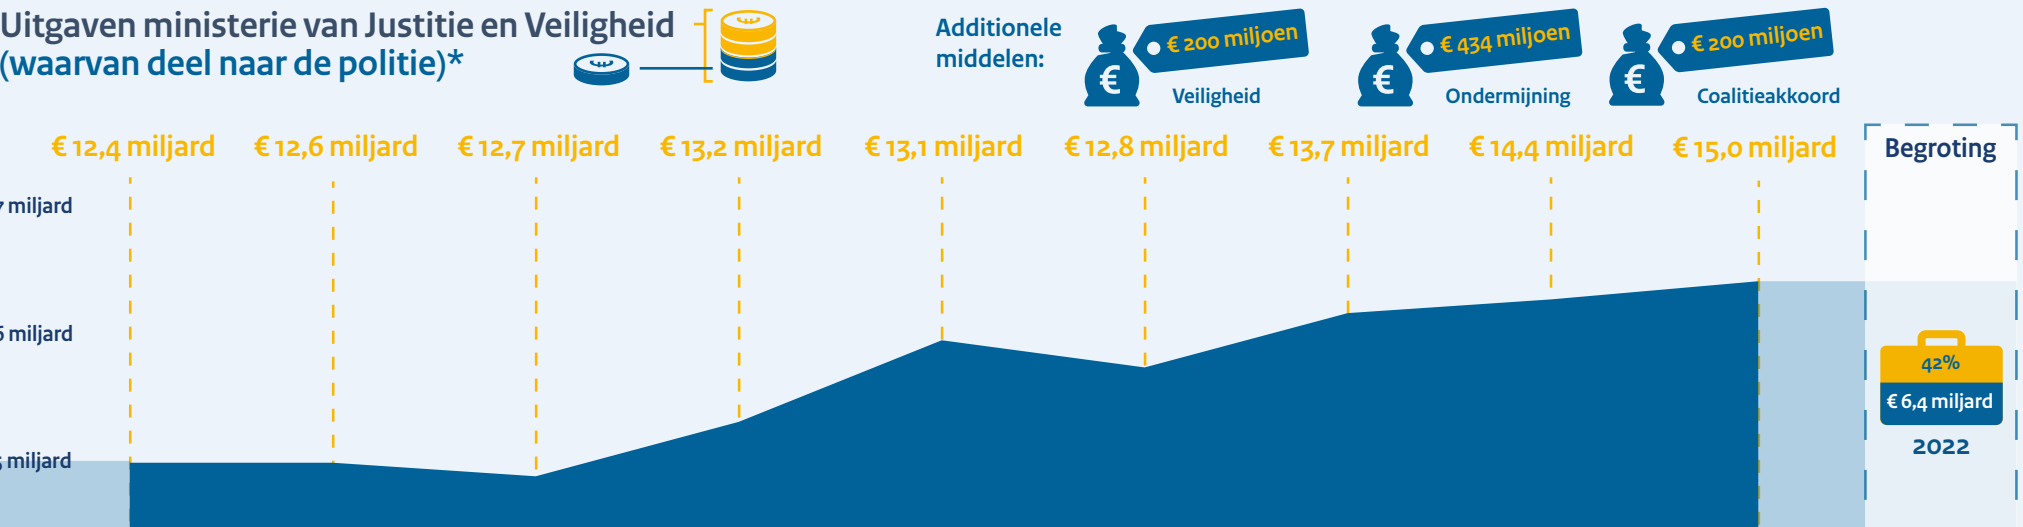 Uitgaven ministerie van Justitie en Veiligheid
(waarvan deel naar de politie)*
Additionele
middelen:
€ 200 miljoen
€ 434 miljoen
€ 200 miljoen
€
€
€
Veiligheid
Ondermijning
Coalitieakkoord
€ 12,4 miljard
€ 12,6 miljard
€ 12,7 miljard
€ 13,2 miljard
€ 13,1 miljard
€ 12,8 miljard
€ 13,7 miljard
€ 14,4 miljard
€ 15,0 miljard
Begroting
7 miljard
6 miljard
5 miljard
42%
€ 6,4 miljard
2022